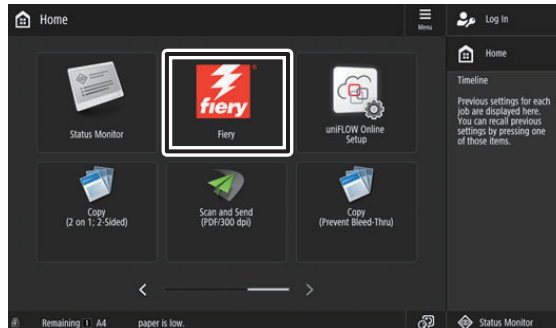 Home
Menu
Log In
Home
Timeline
Previous settings for each
job are displayed here.
You can recall previous
settings by pressing one
of those items.
Status Monitor
fiery
Fiery
uniFLOW Online
Setup
Copy
(2 on 1; 2-Sided)
Scan and Send
(PDF/300 dpi)
Copy
(Prevent Bleed-Thru)
Remaining 1 A4 paper is low.
Status Monitor